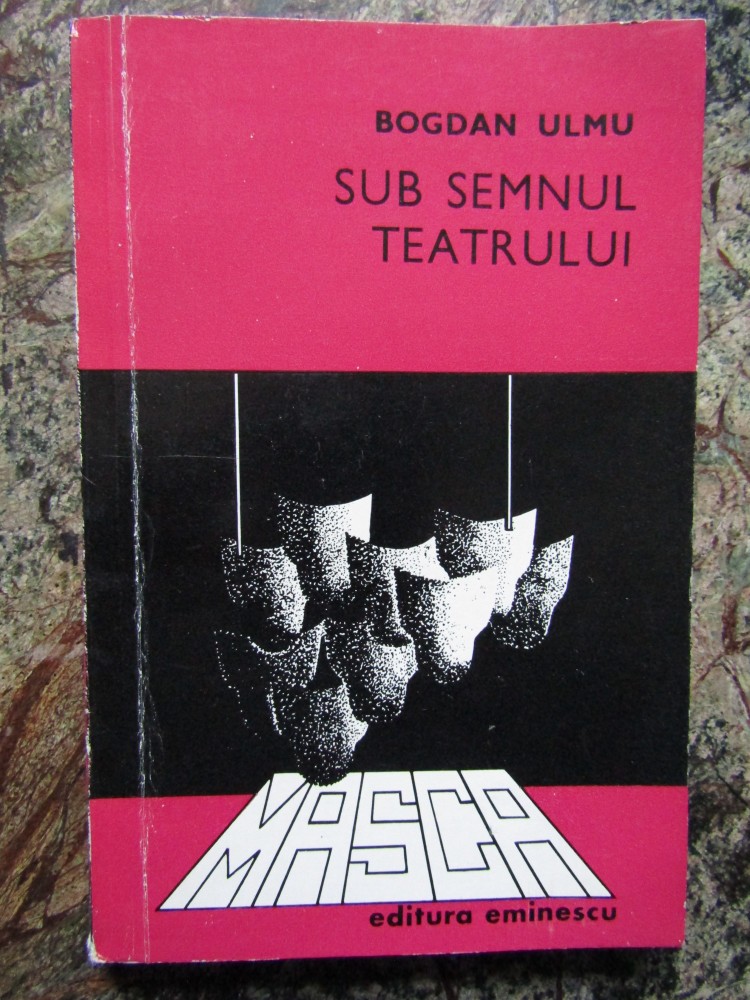 BOGDAN ULMU
SUB SEMNUL
TEATRULUI
MASCA
editura eminescu